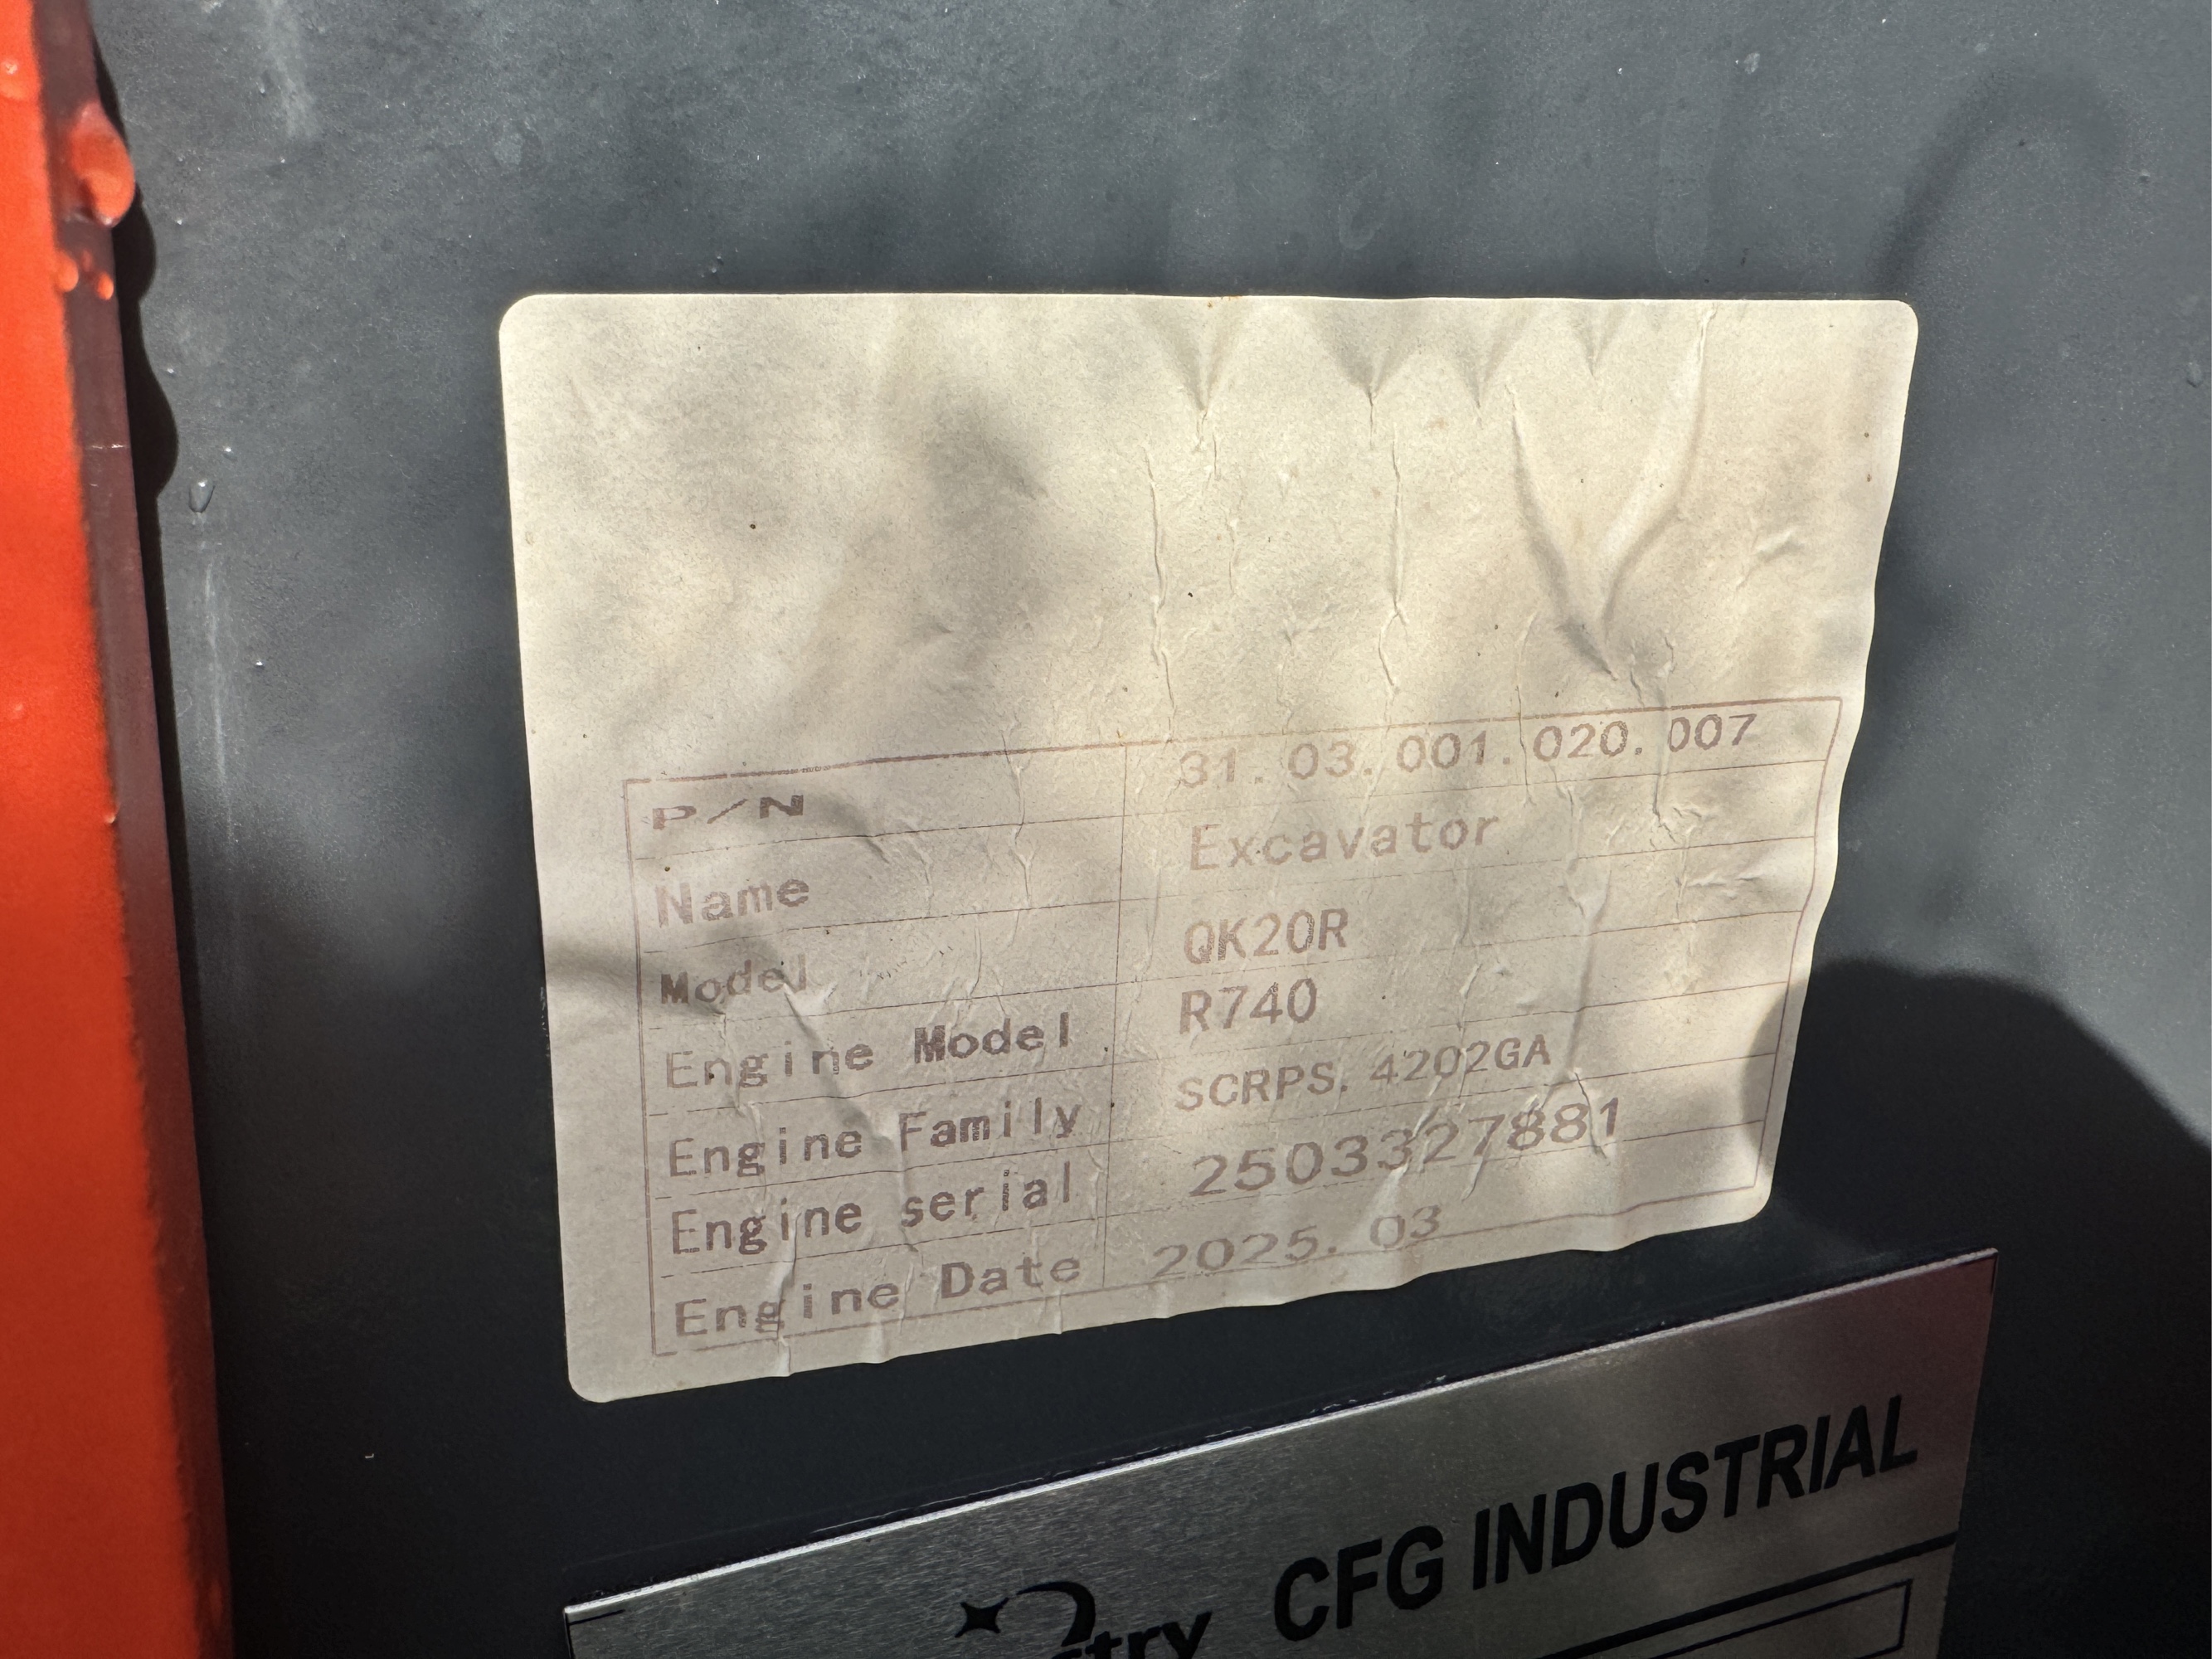 P/N 31.03.001.020.007
Name Excavator
Model QK20R
Engine Model R740
Engine Family SCRPS.4202GA
Engine serial 2503327881
Engine Date 2025.03
CFG INDUSTRIAL